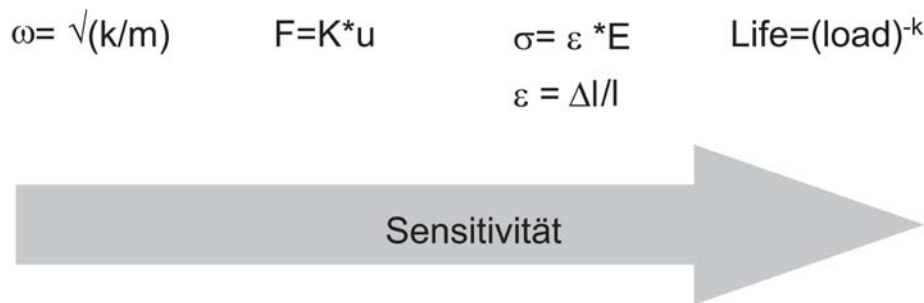 ω= √(k/m) F=K*u σ= ε *E Life=(load)-k
ε = Δl/l
Sensitivität